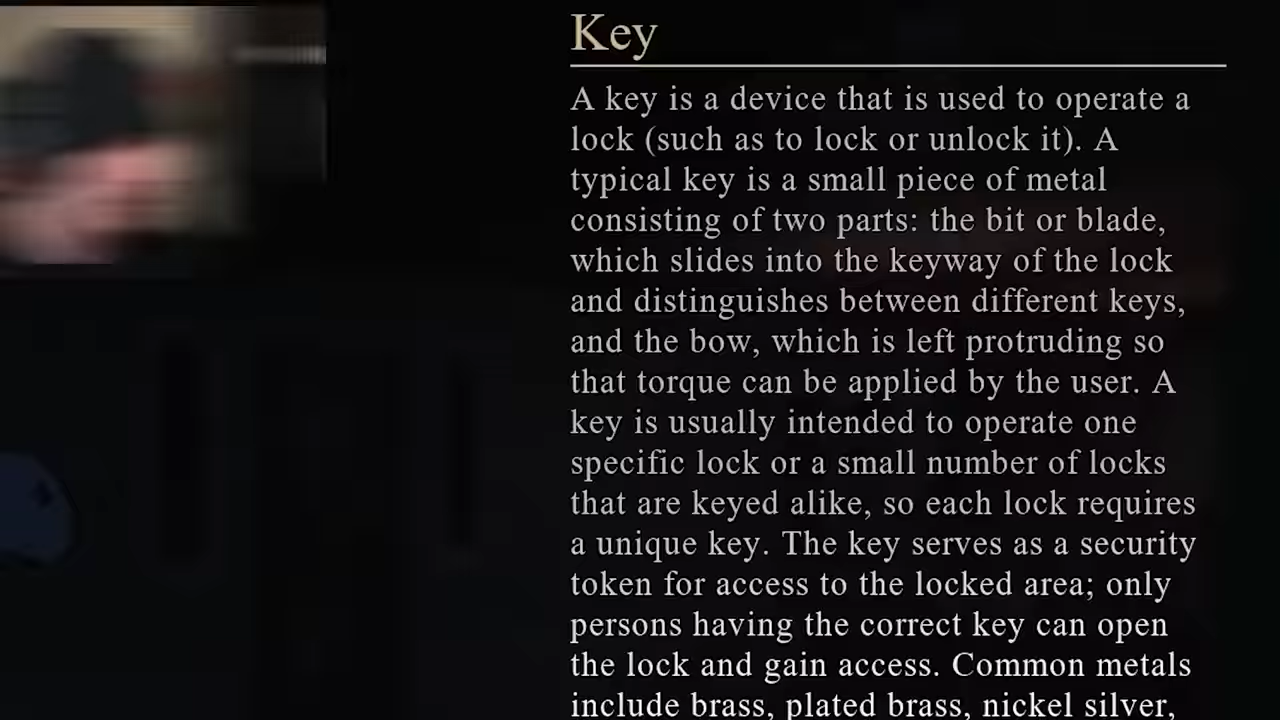 Key
A key is a device that is used to operate a
lock (such as to lock or unlock it). A
typical key is a small piece of metal
consisting of two parts: the bit or blade,
which slides into the keyway of the lock
and distinguishes between different keys,
and the bow, which is left protruding so
that torque can be applied by the user. A
key is usually intended to operate one
specific lock or a small number of locks
that are keyed alike, so each lock requires
a unique key. The key serves as a security
token for access to the locked area; only
persons having the correct key can open
the lock and gain access. Common metals
include brass, plated brass, nickel silver,